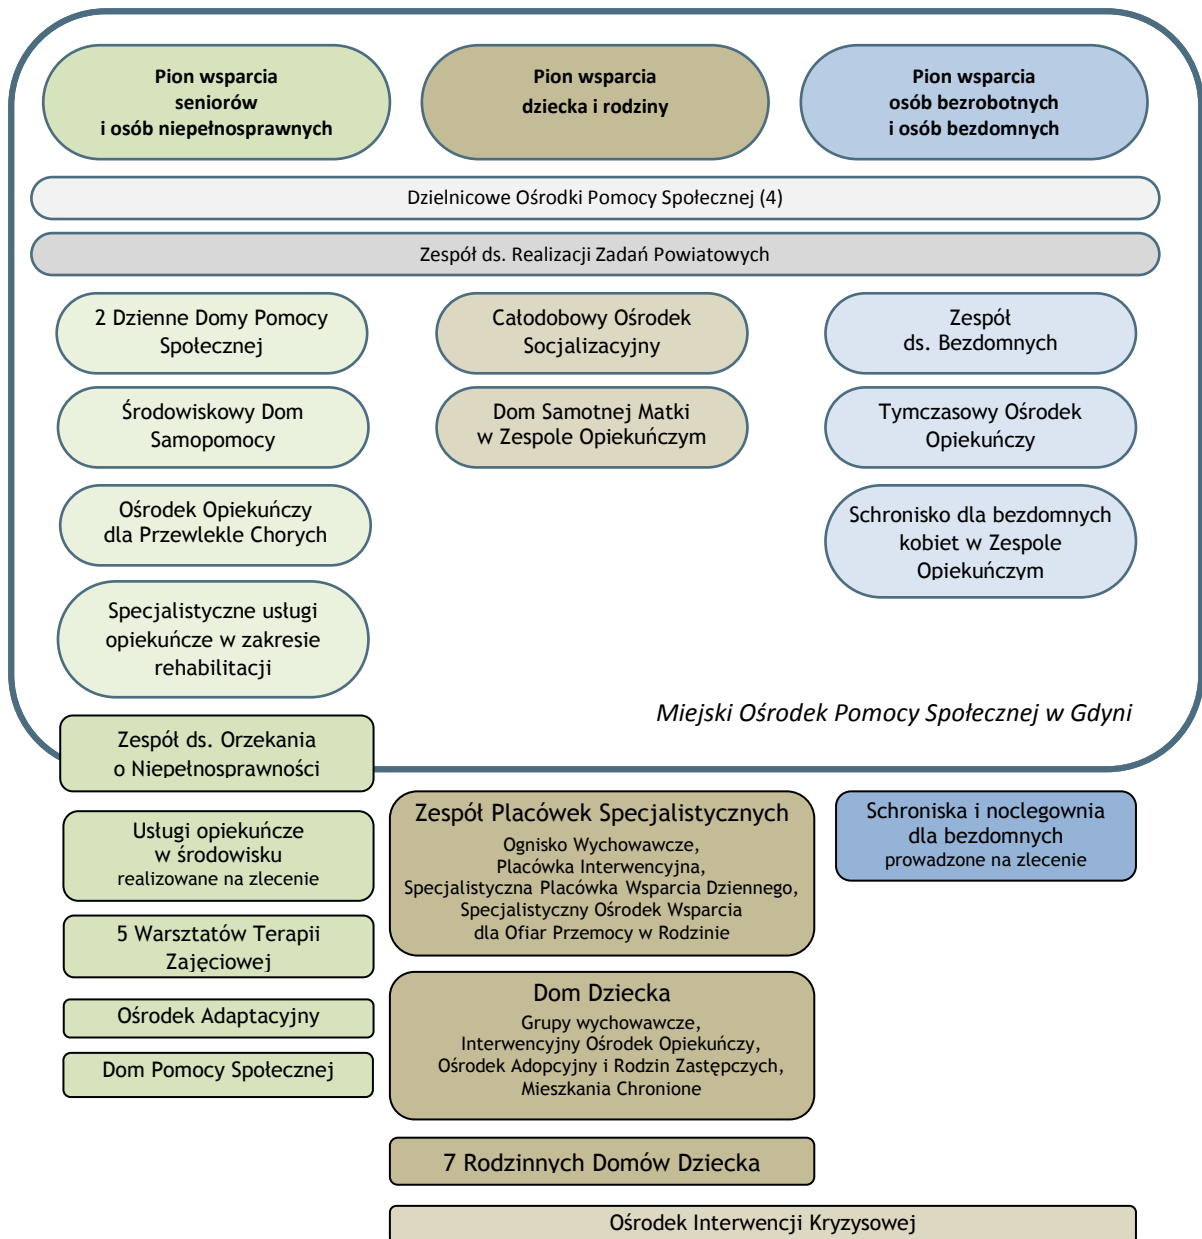 Pion wsparcia
seniorów
i osób niepełnosprawnych
Pion wsparcia
dziecka i rodziny
Pion wsparcia
osób bezrobotnych
i osób bezdomnych
Dzielnicowe Ośrodki Pomocy Społecznej (4)
Zespół ds. Realizacji Zadań Powiatowych
2 Dzienne Domy Pomocy
Społecznej
Całodobowy Ośrodek
Socjalizacyjny
Zespół
ds. Bezdomnych
Środowiskowy Dom
Samopomocy
Dom Samotnej Matki
w Zespole Opiekuńczym
Tymczasowy Ośrodek
Opiekuńczy
Ośrodek Opiekuńczy
dla Przewlekle Chorych
Schronisko dla bezdomnych
kobiet w Zespole
Opiekuńczym
Specjalistyczne usługi
opiekuńcze w zakresie
rehabilitacji
Miejski Ośrodek Pomocy Społecznej w Gdyni
Zespół ds. Orzekania
o Niepełnosprawności
Usługi opiekuńcze
w środowisku
realizowane na zlecenie
5 Warsztatów Terapii
Zajęciowej
Ośrodek Adaptacyjny
Dom Pomocy Społecznej
Zespół Placówek Specjalistycznych
Ognisko Wychowawcze,
Placówka Interwencyjna,
Specjalistyczna Placówka Wsparcia Dziennego,
Specjalistyczny Ośrodek Wsparcia
dla Ofiar Przemocy w Rodzinie
Dom Dziecka
Grupy wychowawcze,
Interwencyjny Ośrodek Opiekuńczy,
Ośrodek Adopcyjny i Rodzin Zastępczych,
Mieszkania Chronione
7 Rodzinnych Domów Dziecka
Schroniska i noclegownia
dla bezdomnych
prowadzone na zlecenie
Ośrodek Interwencji Kryzysowej